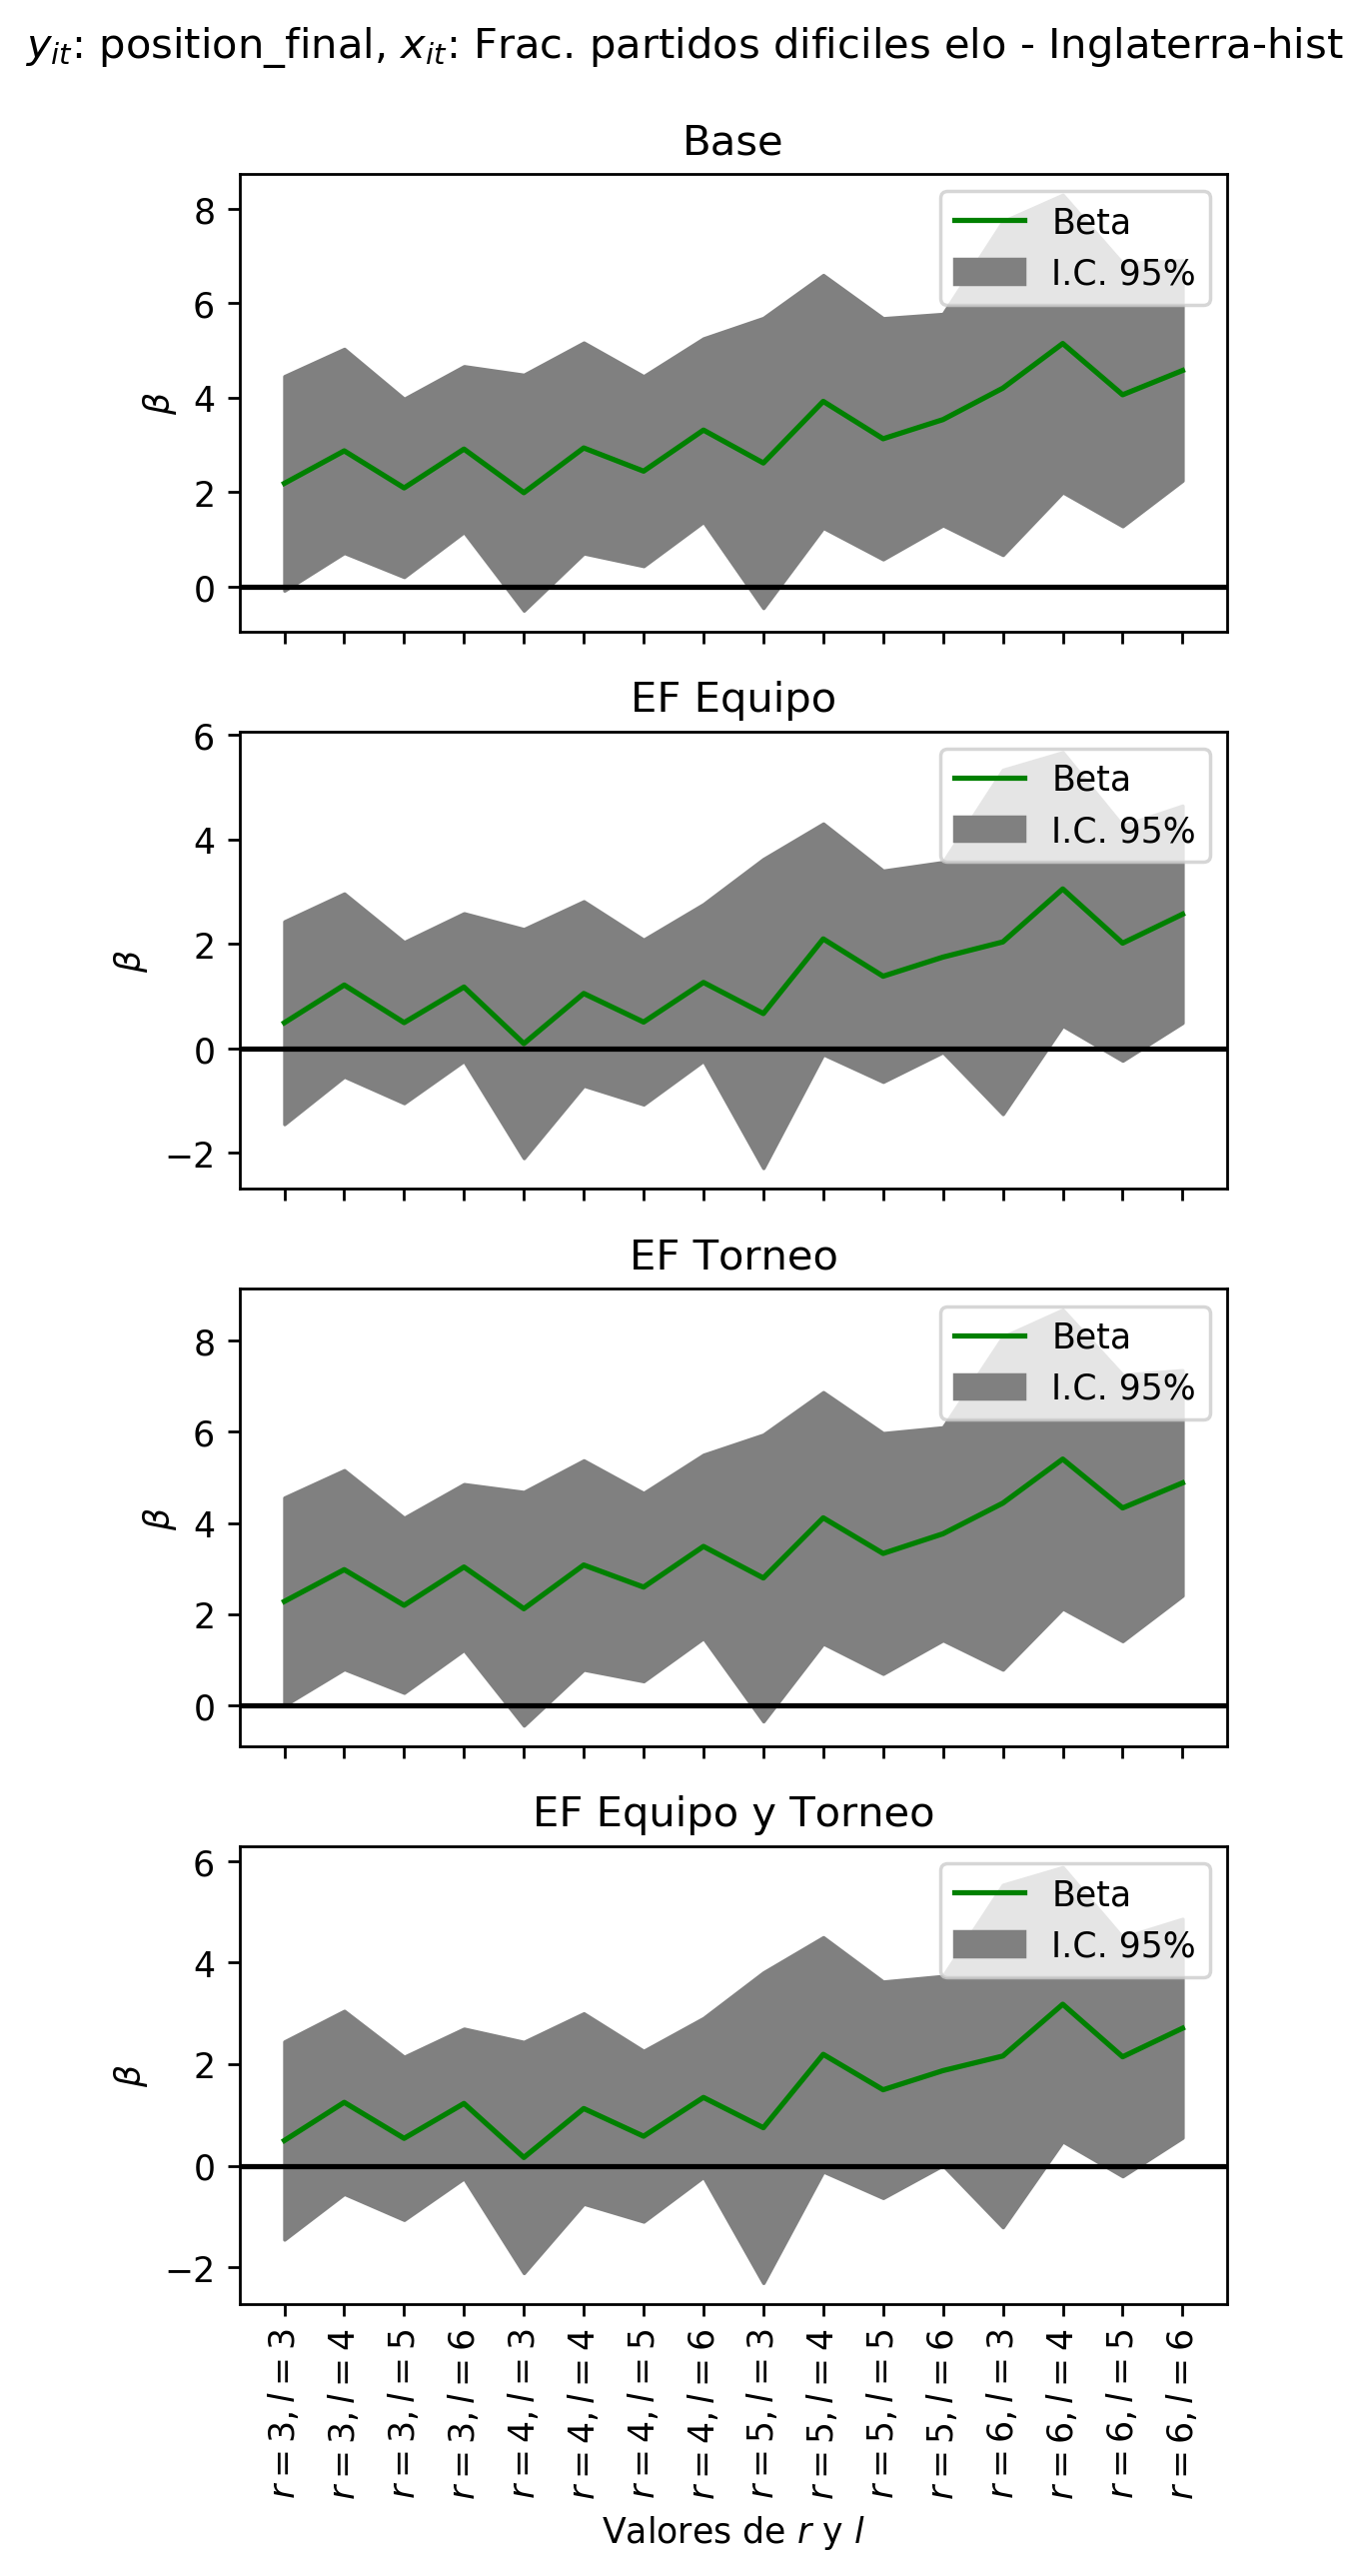 y_{it}: position_final, x_{it}: Frac. partidos dificiles elo - Inglaterra-hist
Base
8
6
4
2
0
β
Beta
I.C. 95%
EF Equipo
6
4
2
0
−2
β
Beta
I.C. 95%
EF Torneo
8
6
4
2
0
β
Beta
I.C. 95%
EF Equipo y Torneo
6
4
2
0
−2
β
Beta
I.C. 95%
r = 3, l = 3
r = 3, l = 4
r = 3, l = 5
r = 3, l = 6
r = 4, l = 3
r = 4, l = 4
r = 4, l = 5
r = 4, l = 6
r = 5, l = 3
r = 5, l = 4
r = 5, l = 5
r = 5, l = 6
r = 6, l = 3
r = 6, l = 4
r = 6, l = 5
r = 6, l = 6
Valores de r y l